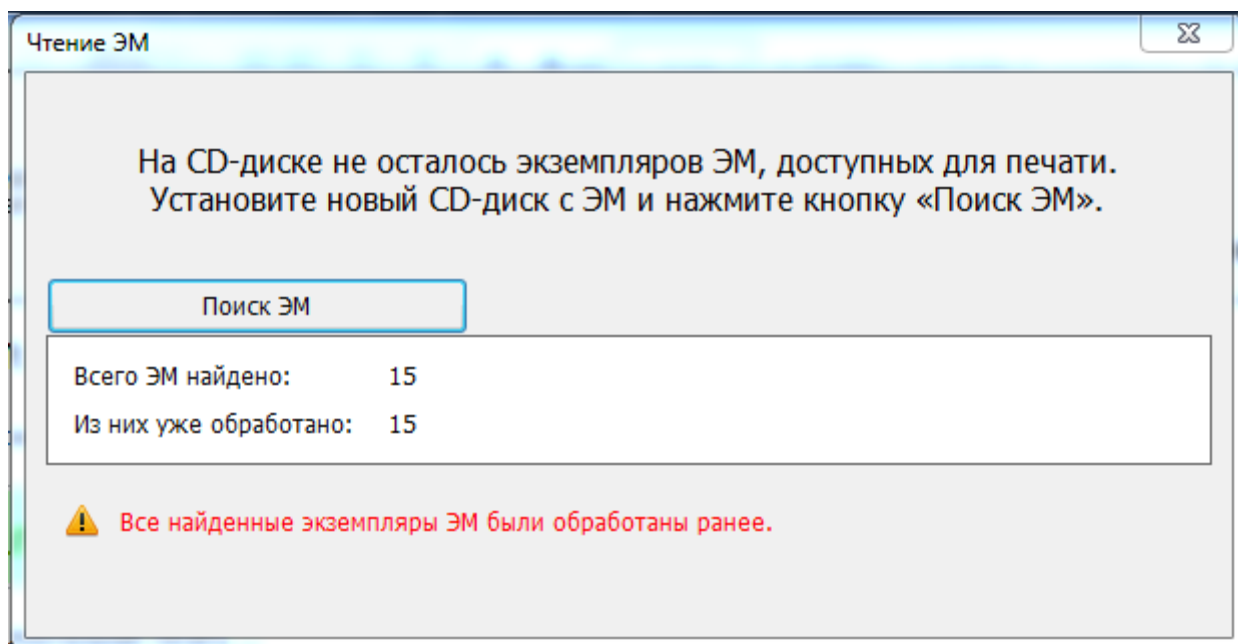 Чтение ЭМ
На CD-диске не осталось экземпляров ЭМ, доступных для печати.
Установите новый CD-диск с ЭМ и нажмите кнопку «Поиск ЭМ».
Поиск ЭМ
Всего ЭМ найдено: 15
Из них уже обработано: 15
Все найденные экземпляры ЭМ были обработаны ранее.